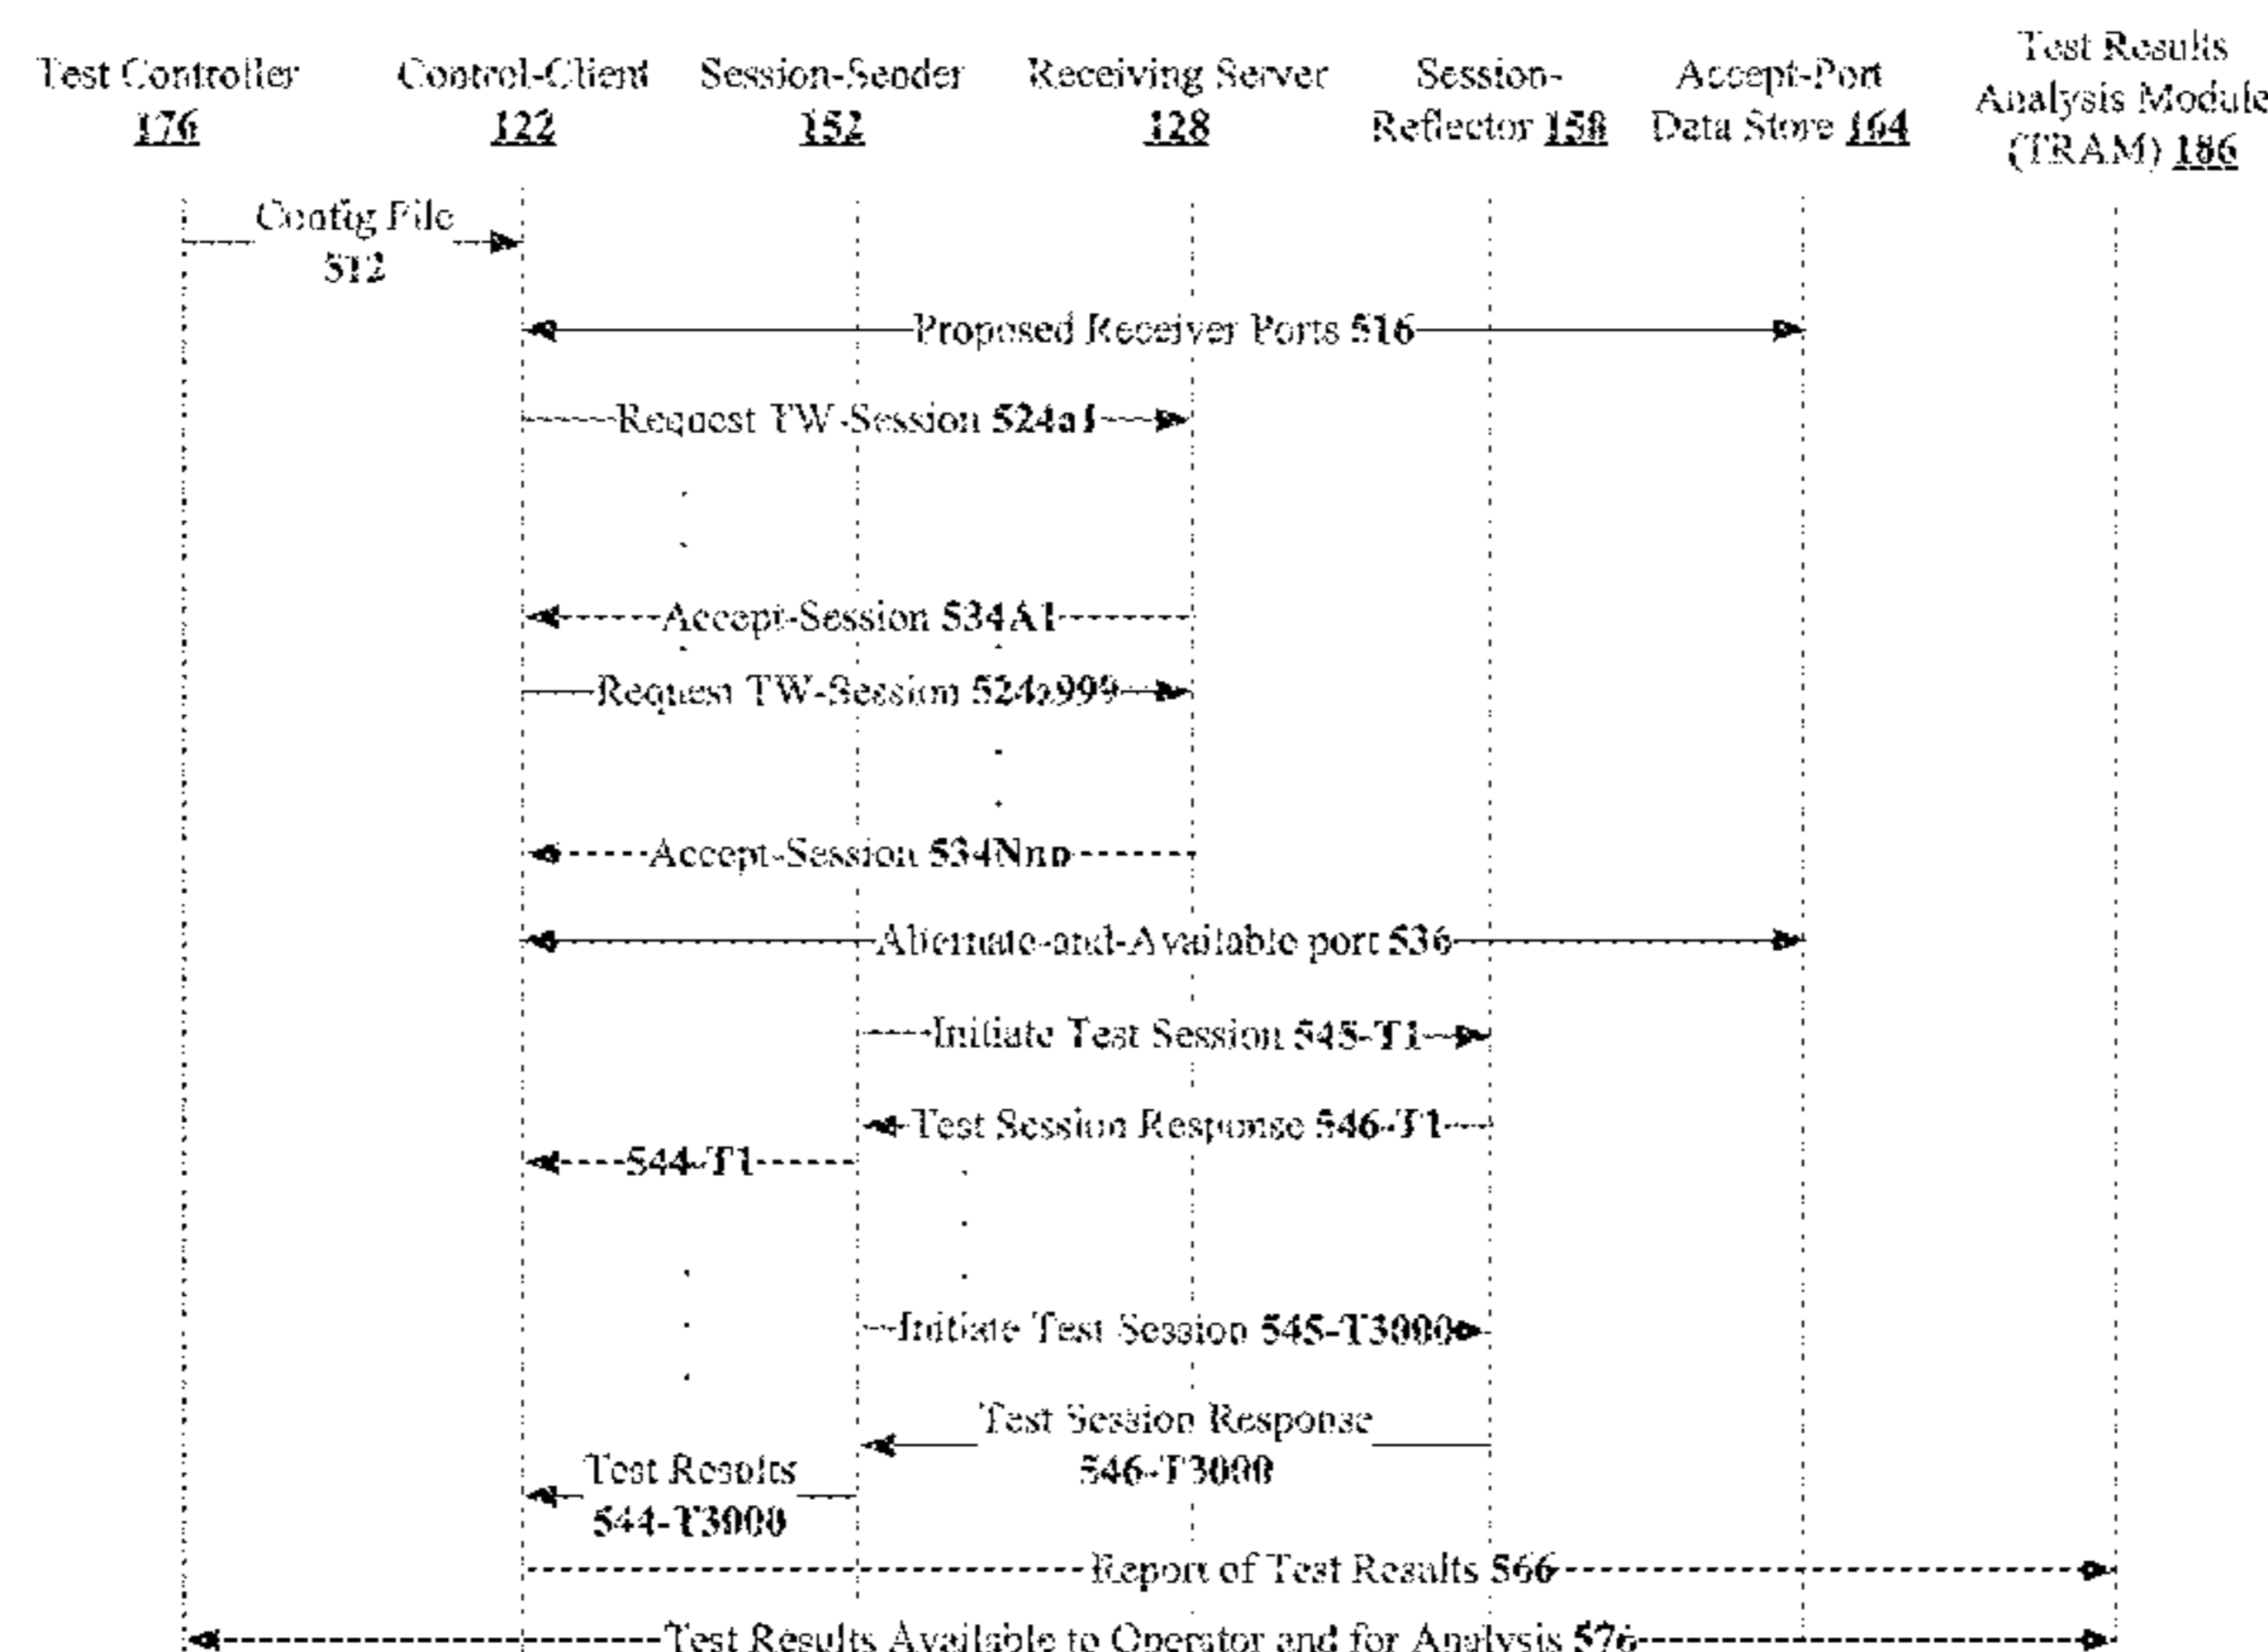 Test Controller
176
Control-Client
122
Session-Sender
152
Receiving Server
128
Session-
Reflector 158
Accept-Port
Data Store 164
Test Results
Analysis Module
(TRAM) 186
Config File
512
Proposed Receiver Ports 516
Request TW-Session 524a1
Accept-Session 534A1
Request TW-Session 524a999
Accept-Session 534Nnn
Alternate-and-Available port 536
Initiate Test Session 545-T1
Test Session Response 546-T1
544-T1
Initiate Test Session 545-T3000
Test Session Response
546-T3000
Test Results
544-T3000
Report of Test Results 566
Test Results Available to Operator and for Analysis 576